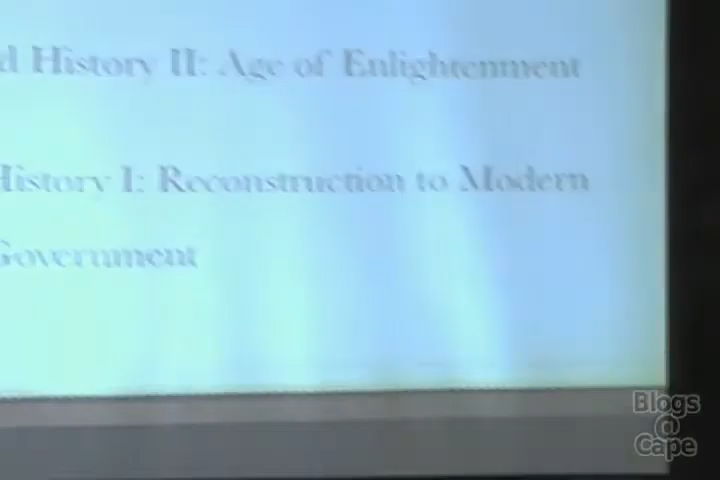 d History II: Age of Enlightenment
History I: Reconstruction to Modern
Government
Blogs
@
Cape